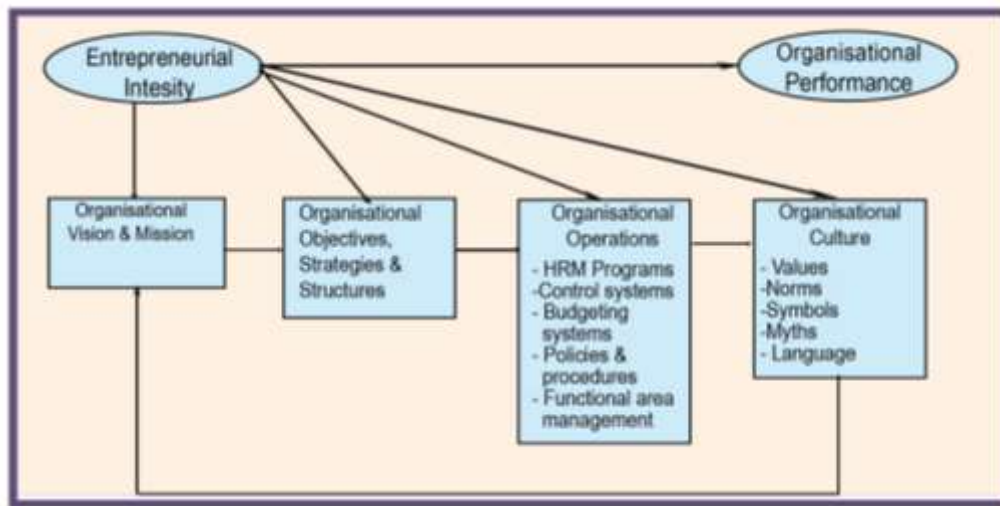 Entrepreneurial
Intesity
Organisational
Performance
Organisational
Vision & Mission
Organisational
Objectives,
Strategies &
Structures
Organisational
Operations
- HRM Programs
-Control systems
- Budgeting
systems
- Policies &
procedures
- Functional area
management
Organisational
Culture
- Values
-Norms
-Symbols
-Myths
- Language